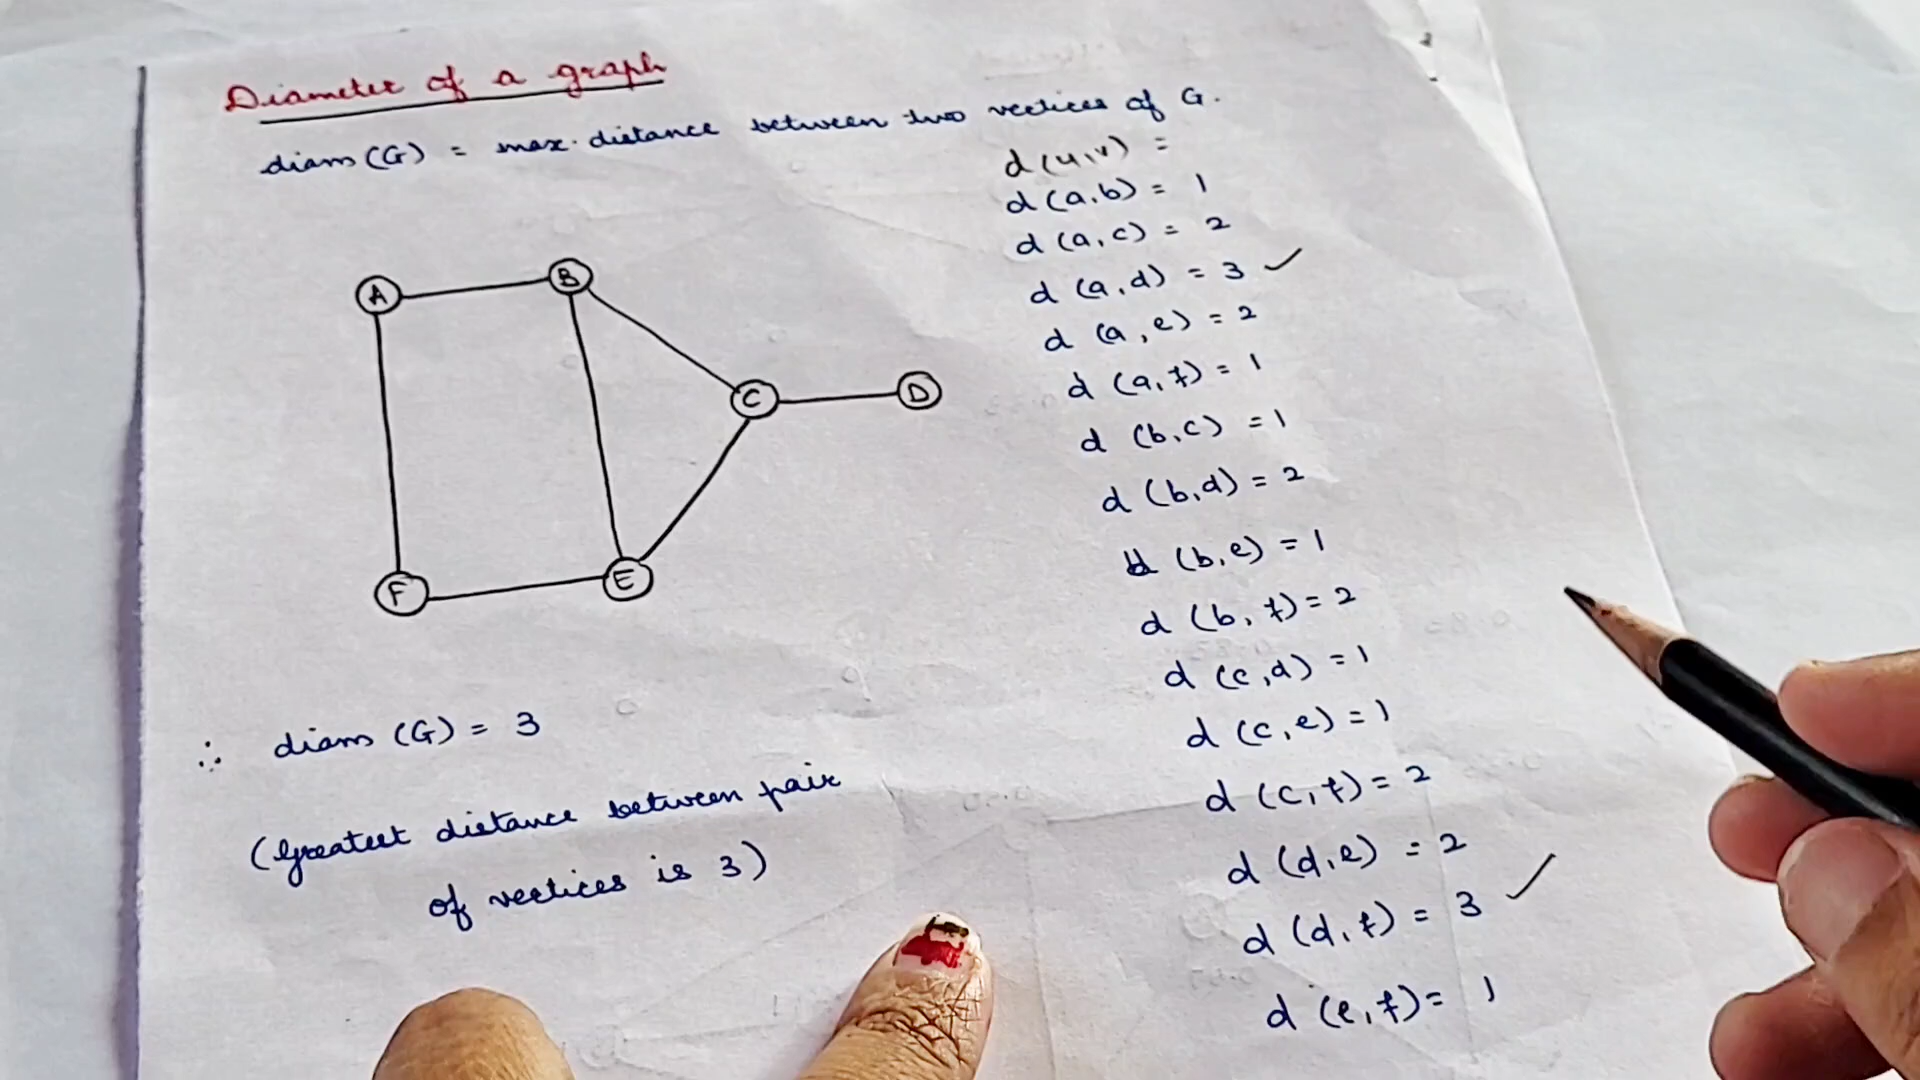 Diameter of a graph
diam (G) = max. distance between two vertices of G.
d (u,v) =
d (a,b) = 1
d (a,c) = 2
d (a,d) = 3 ✓
d (a,e) = 2
d (a,f) = 1
d (b,c) = 1
d (b,d) = 2
d (b,e) = 1
d (b,f) = 2
d (c,d) = 1
d (c,e) = 1
d (c,f) = 2
d (d,e) = 2
d (d,f) = 3 ✓
d (e,f) = 1
A
B
C
D
E
F
∴ diam (G) = 3
(Greatest distance between pair
of vertices is 3)